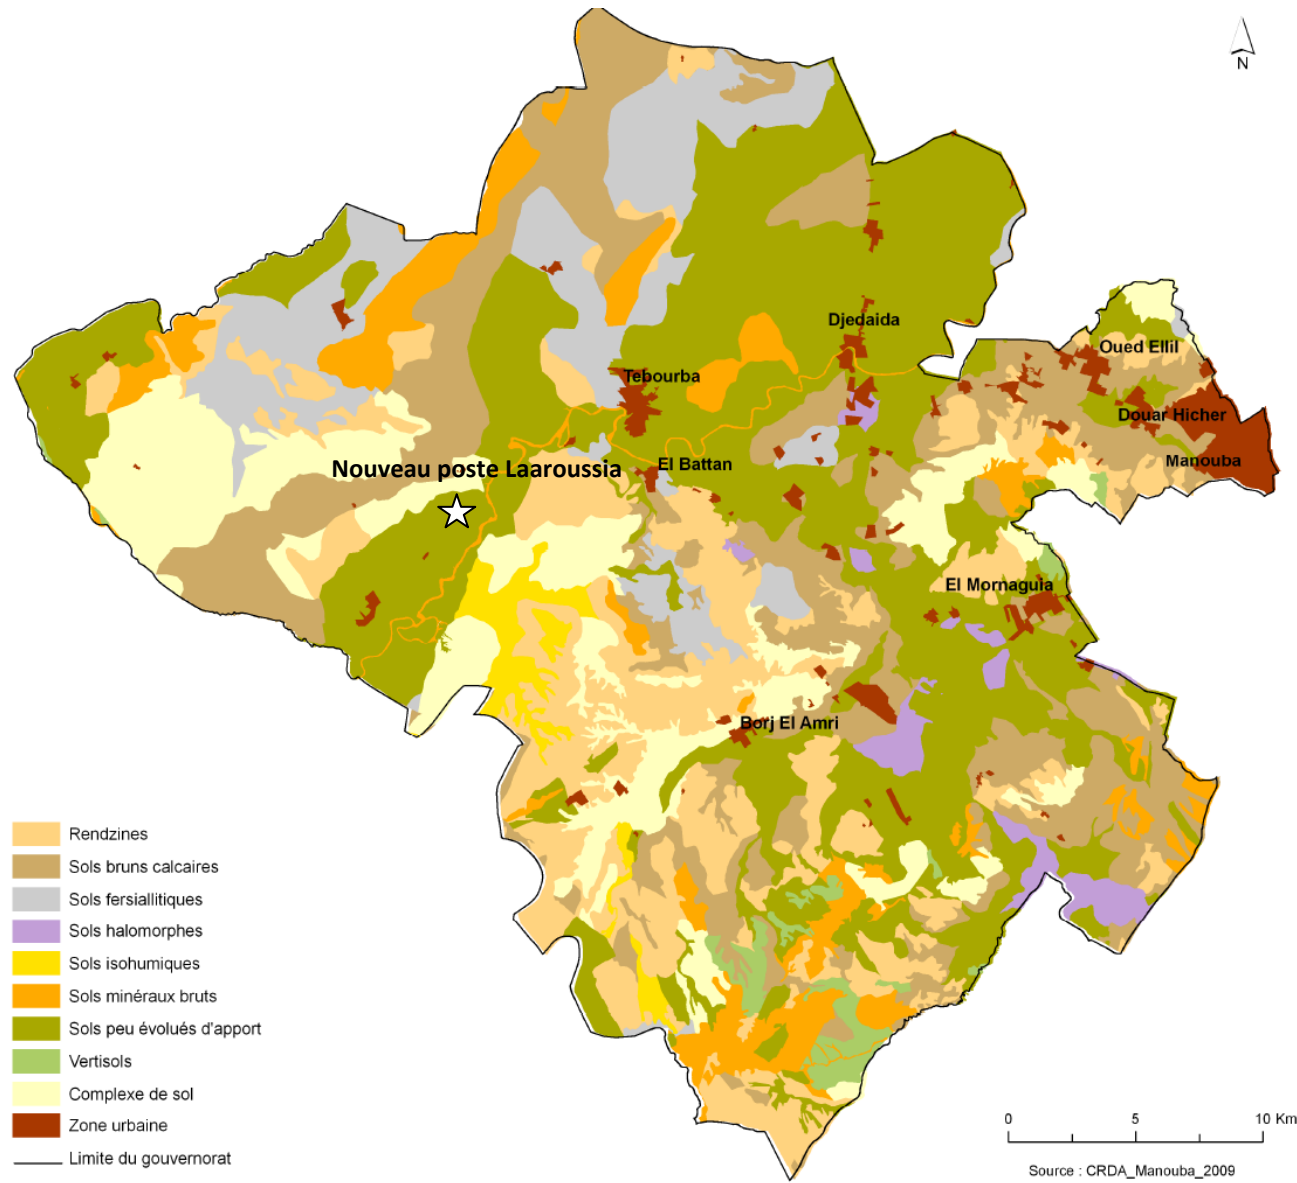 N
Djedaida
Oued Ellil
Tebourba
Douar Hicher
Manouba
El Battan
Nouveau poste Laaroussia
El Mornaguia
Borj El Amri
Rendzines
Sols bruns calcaires
Sols fersiallitiques
Sols halomorphes
Sols isohumiques
Sols minéraux bruts
Sols peu évolués d'apport
Vertisols
Complexe de sol
Zone urbaine
Limite du gouvernorat
0 5 10 Km
Source : CRDA_Manouba_2009